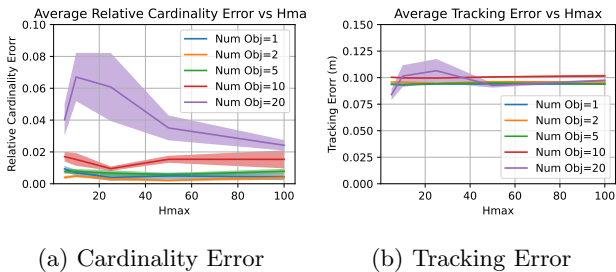 Average Relative Cardinality Error vs Hma
0.10
0.08
0.06
0.04
0.02
0.00
Relative Cardinality Erorr
Num Obj=1
Num Obj=2
Num Obj=5
Num Obj=10
Num Obj=20
20 40 60 80 100
Hmax
(a) Cardinality Error
Average Tracking Error vs Hmax
0.150
0.125
0.100
0.075
0.050
0.025
0.000
Tracking Erorr (m)
Num Obj=1
Num Obj=2
Num Obj=5
Num Obj=10
Num Obj=20
20 40 60 80 100
Hmax
(b) Tracking Error